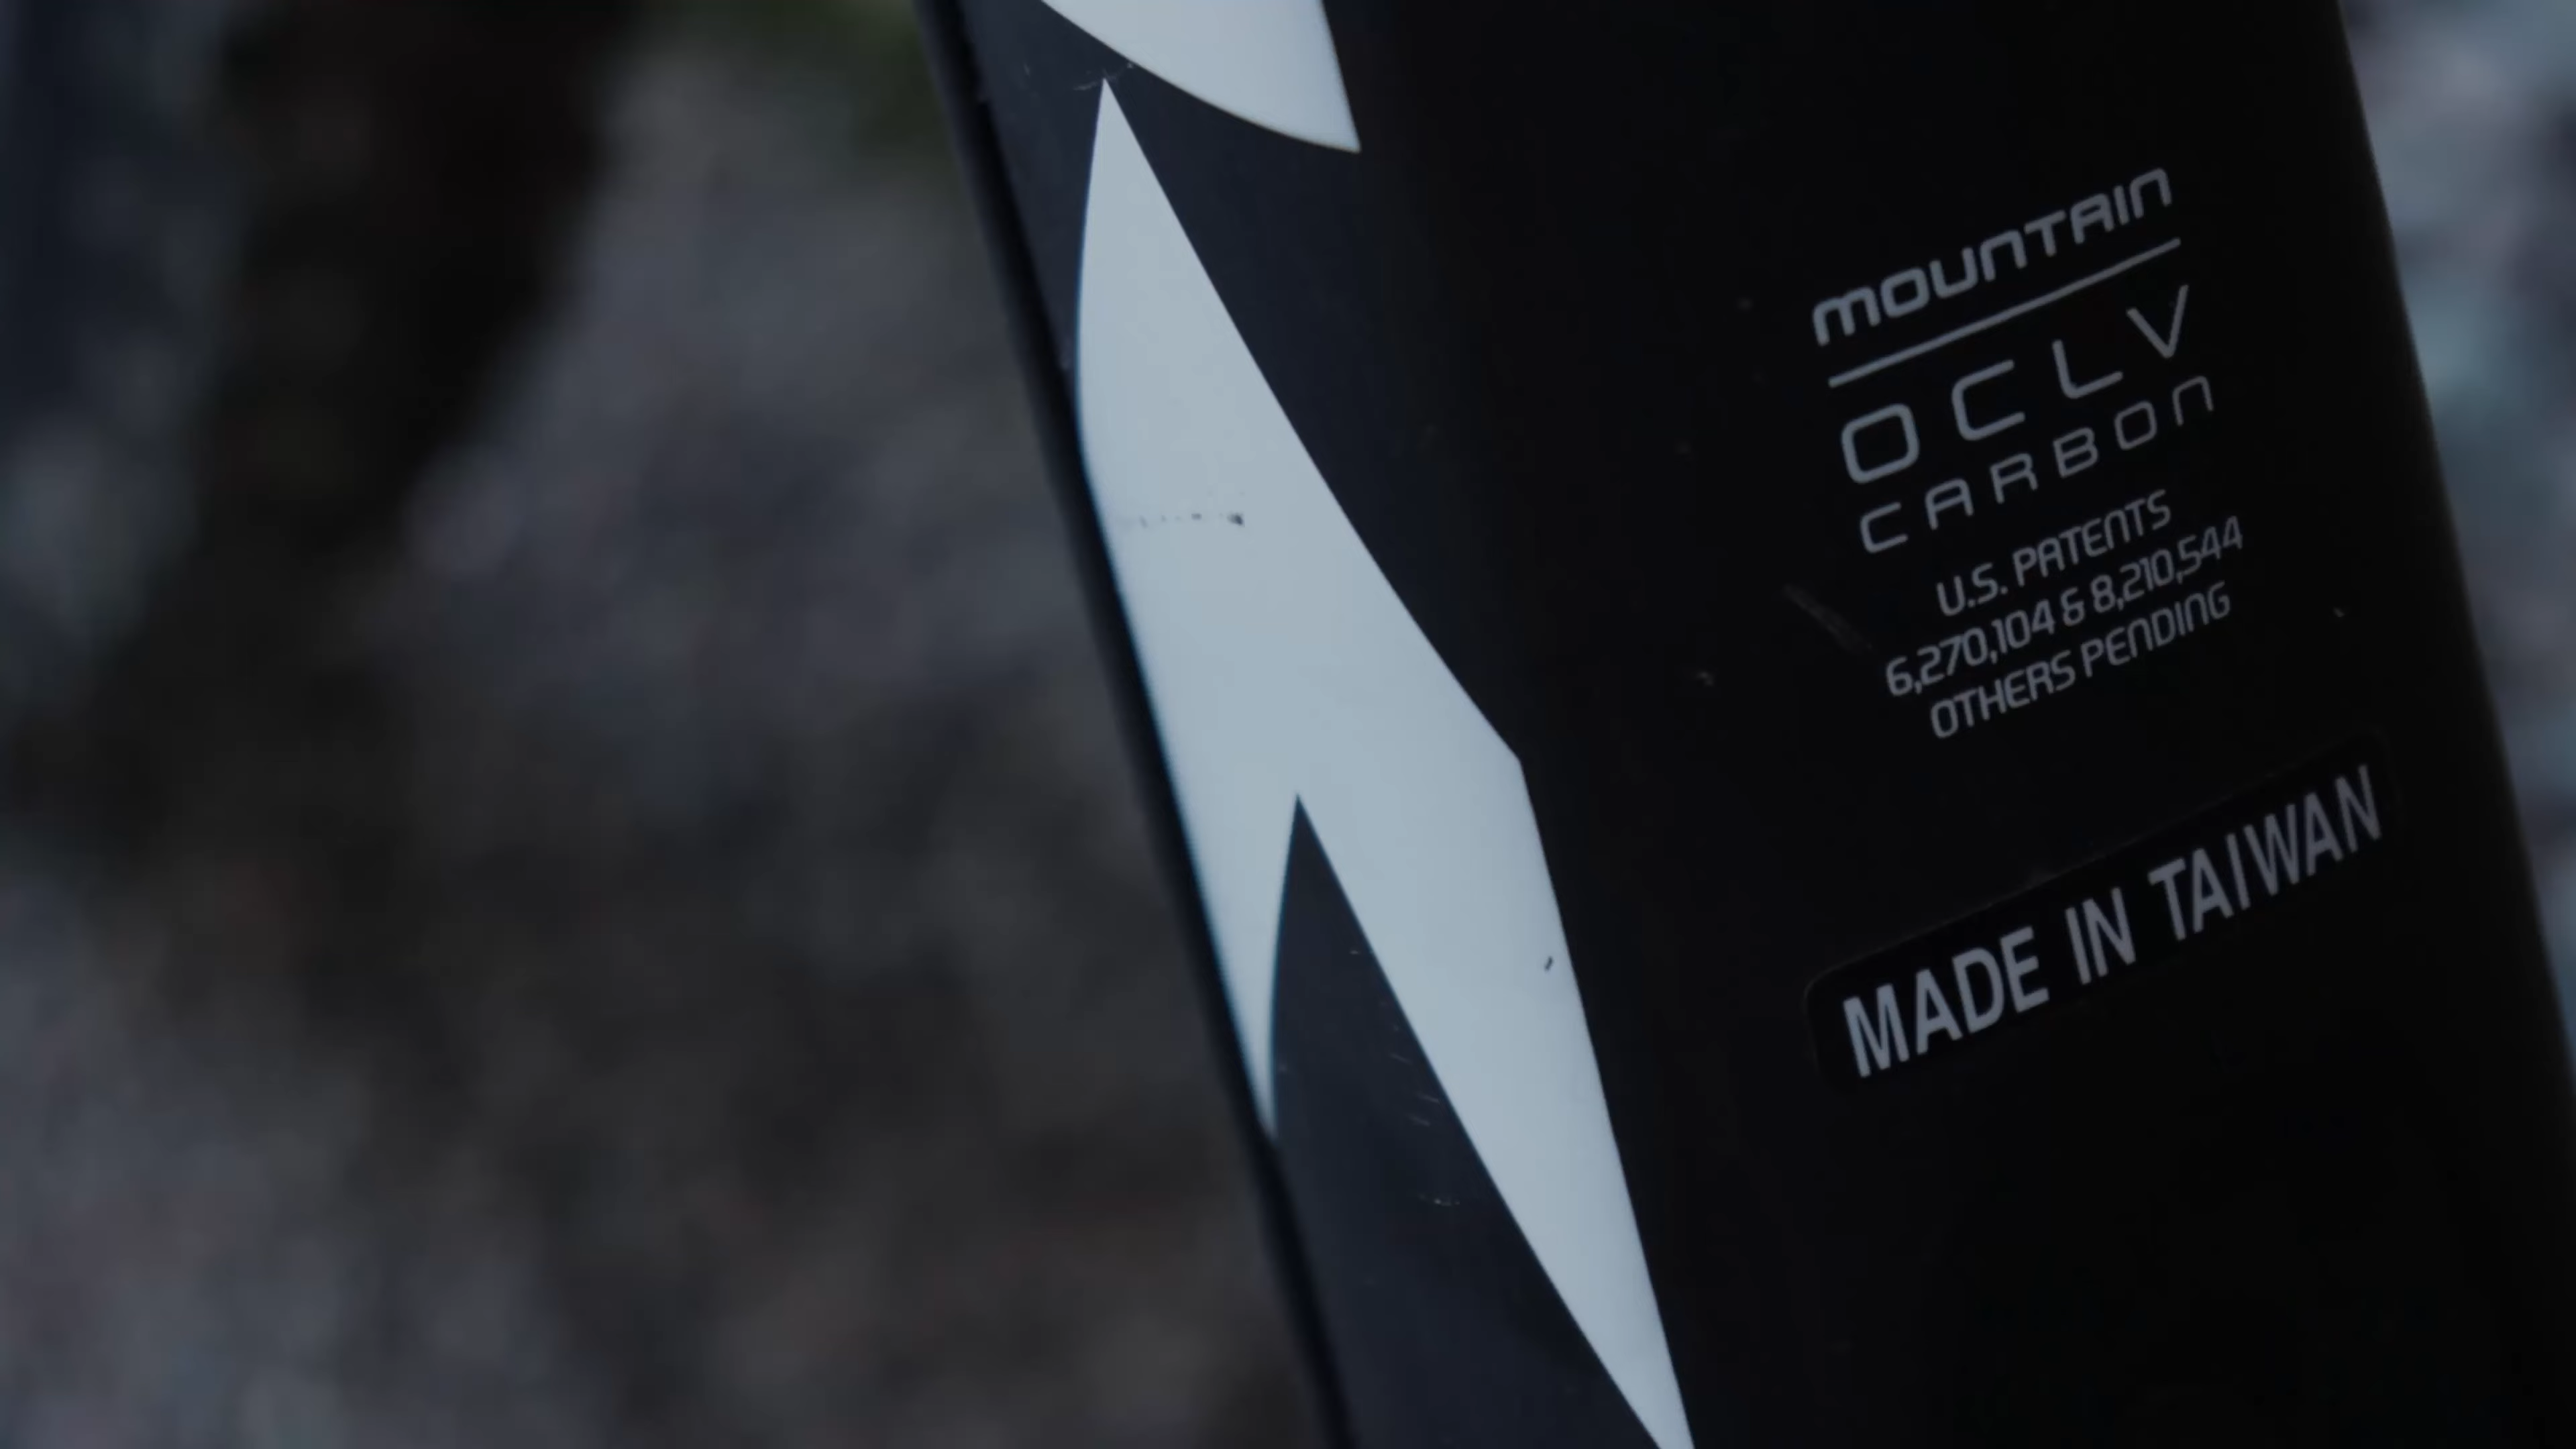 MOUNTAIN
OCLV
CARBON
U.S. PATENTS
6,270,104 & 8,210,544
OTHERS PENDING
MADE IN TAIWAN